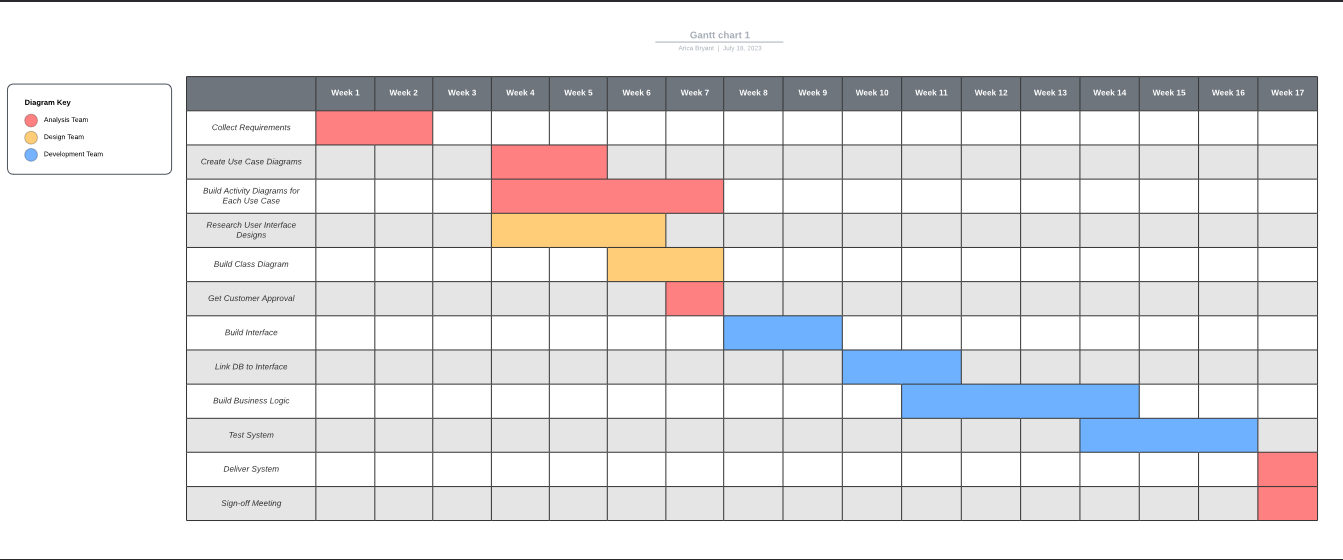 Gantt chart 1
Arica Bryant | July 18, 2023
Diagram Key
Analysis Team
Design Team
Development Team
Week 1 Week 2 Week 3 Week 4 Week 5 Week 6 Week 7 Week 8 Week 9 Week 10 Week 11 Week 12 Week 13 Week 14 Week 15 Week 16 Week 17
Collect Requirements
Create Use Case Diagrams
Build Activity Diagrams for
Each Use Case
Research User Interface
Designs
Build Class Diagram
Get Customer Approval
Build Interface
Link DB to Interface
Build Business Logic
Test System
Deliver System
Sign-off Meeting